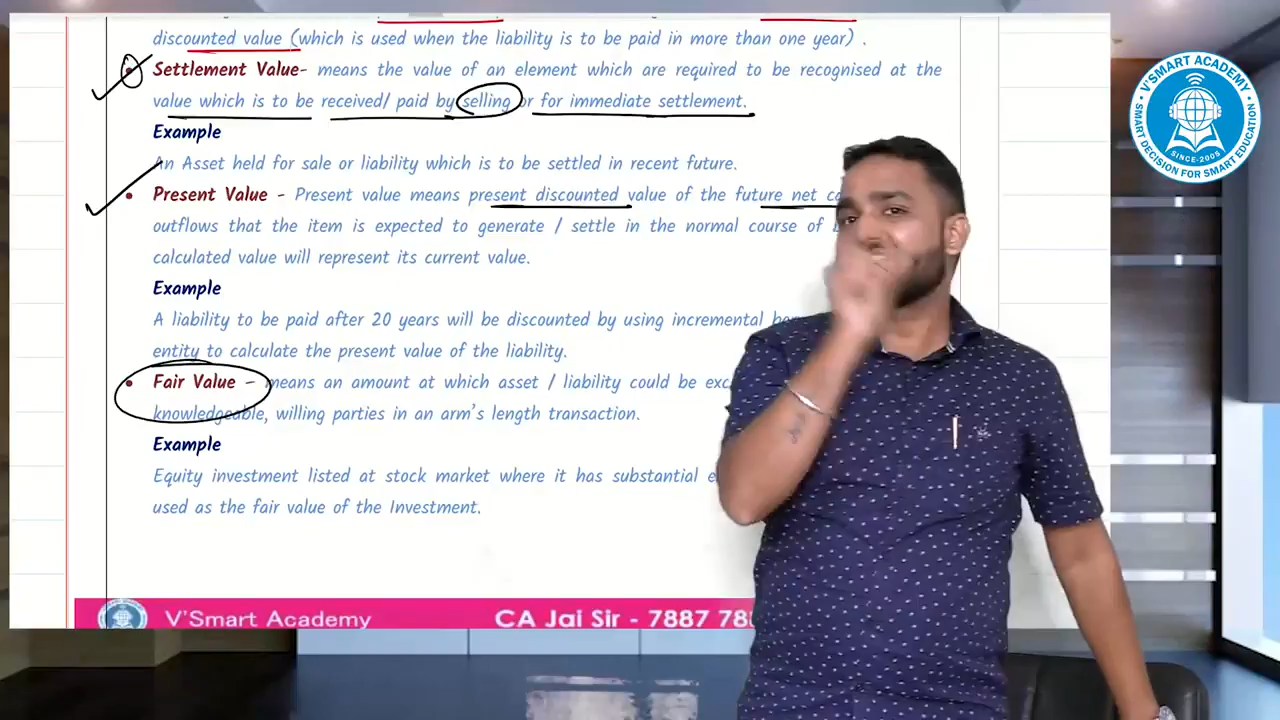 discounted value (which is used when the liability is to be paid in more than one year) .
Settlement Value- means the value of an element which are required to be recognised at the
value which is to be received/ paid by selling or for immediate settlement.
Example
An Asset held for sale or liability which is to be settled in recent future.
Present Value - Present value means present discounted value of the future net
outflows that the item is expected to generate / settle in the normal course of
calculated value will represent its current value.
Example
A liability to be paid after 20 years will be discounted by using incremental
entity to calculate the present value of the liability.
Fair Value - means an amount at which asset / liability could be
knowledgeable, willing parties in an arm's length transaction.
Example
Equity investment listed at stock market where it has substantial
used as the fair value of the Investment.
V'Smart Academy
CA Jai Sir - 7887 78
V'SMART ACADEMY
SINCE-2008
SMART DECISION FOR SMART EDUCATION